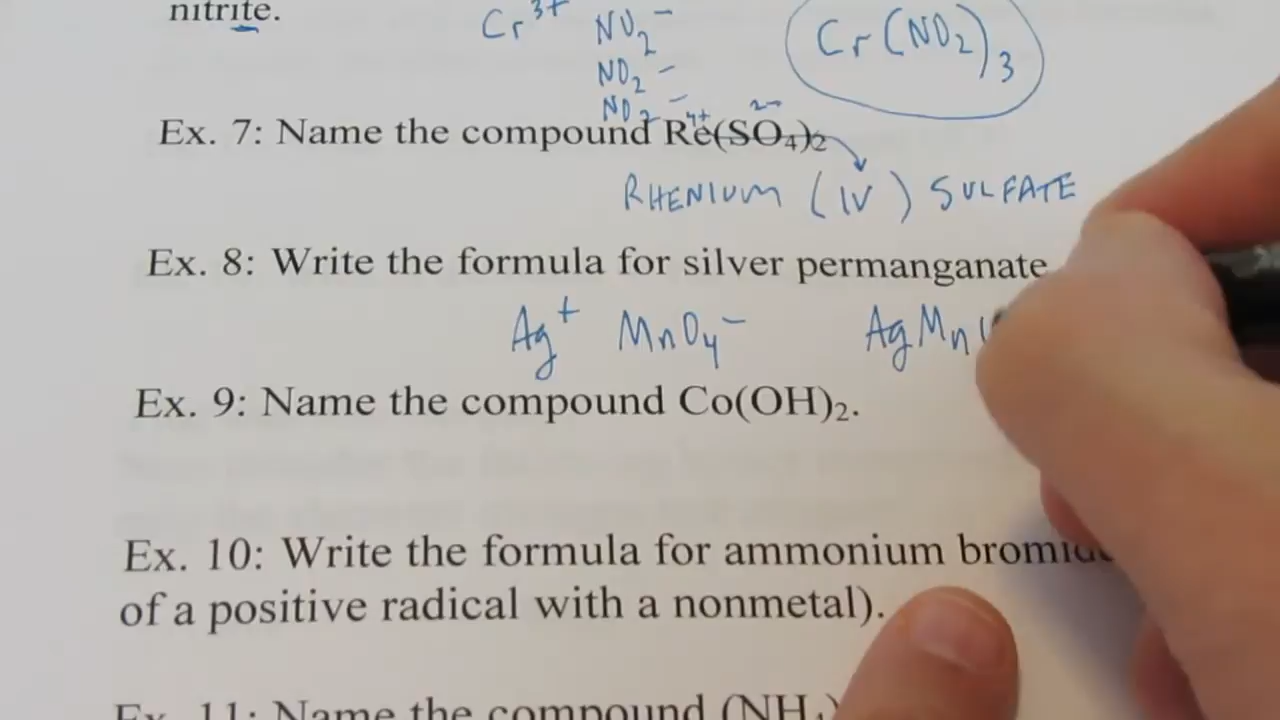 nitrite. Cr³⁺ NO₂⁻ Cr(NO₂)₃
NO₂⁻
NO₂⁻
Ex. 7: Name the compound Re(SO₄)₂
4+ 2-
RHENIUM (IV) SULFATE
Ex. 8: Write the formula for silver permanganate
Ag⁺ MnO₄⁻ AgMn
Ex. 9: Name the compound Co(OH)₂.
Ex. 10: Write the formula for ammonium bromide
of a positive radical with a nonmetal).
Ex. 11: Name the compound (NH₄)